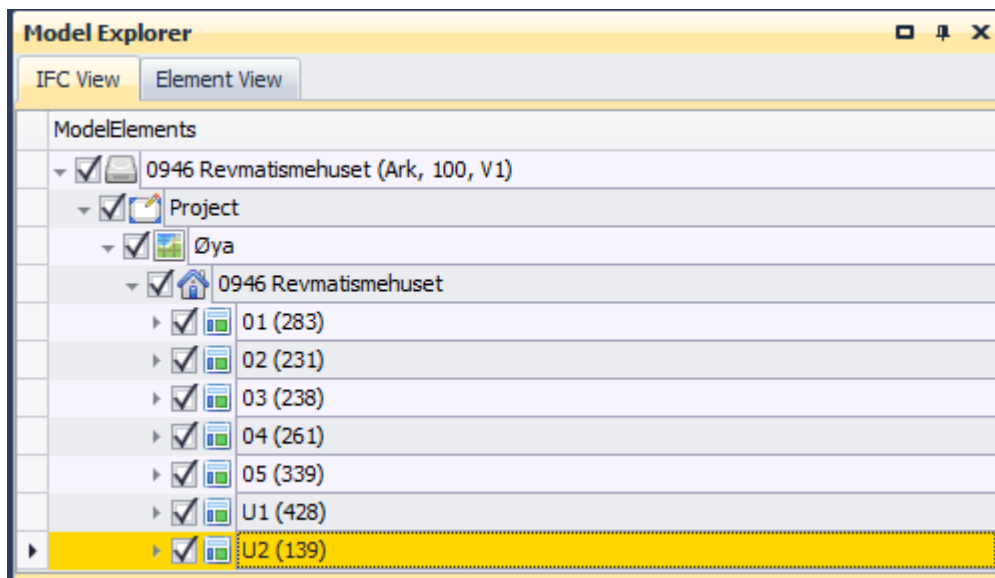 Model Explorer
IFC View Element View
ModelElements
0946 Revmatismehuset (Ark, 100, V1)
Project
Øya
0946 Revmatismehuset
01 (283)
02 (231)
03 (238)
04 (261)
05 (339)
U1 (428)
U2 (139)